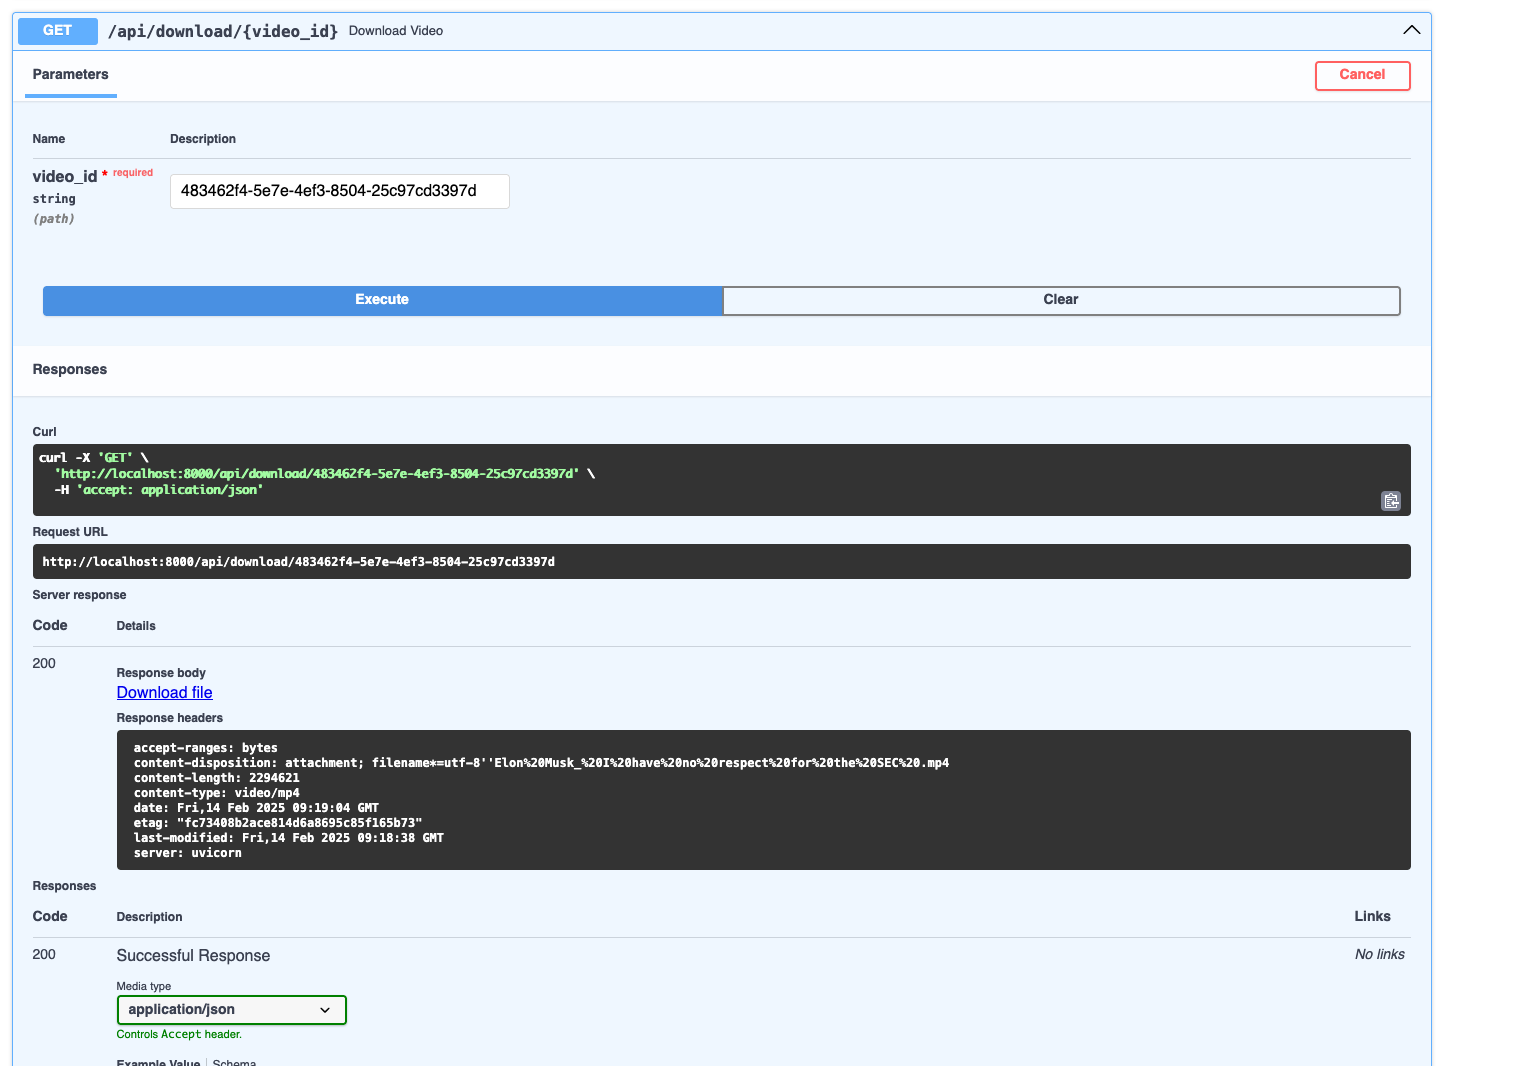 GET /api/download/{video_id} Download Video
Parameters
Cancel
Name Description
video_id * required
string
(path)
483462f4-5e7e-4ef3-8504-25c97cd3397d
Execute Clear
Responses
Curl
curl -X 'GET' \
'http://localhost:8000/api/download/483462f4-5e7e-4ef3-8504-25c97cd3397d' \
-H 'accept: application/json'
Request URL
http://localhost:8000/api/download/483462f4-5e7e-4ef3-8504-25c97cd3397d
Server response
Code Details
200
Response body
Download file
Response headers
accept-ranges: bytes
content-disposition: attachment; filename*=utf-8''Elon%20Musk_%20I%20have%20no%20respect%20for%20the%20SEC%20.mp4
content-length: 2294621
content-type: video/mp4
date: Fri,14 Feb 2025 09:19:04 GMT
etag: "fc73408b2ace814d6a8695c85f165b73"
last-modified: Fri,14 Feb 2025 09:18:38 GMT
server: uvicorn
Responses
Code Description Links
200 Successful Response No links
Media type
application/json
Controls Accept header.
Example Value Schema